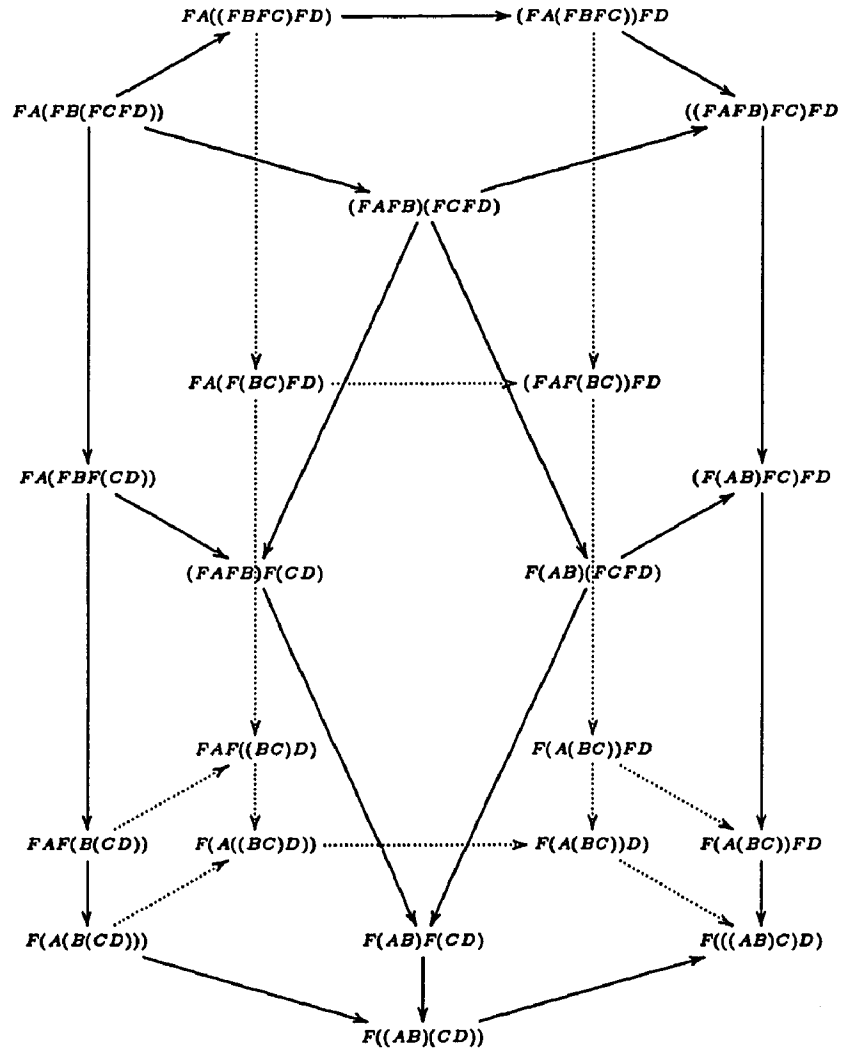 FA((FBFC)FD) (FA(FBFC))FD
FA(FB(FCFD)) ((FAFB)FC)FD
(FAFB)(FCFD)
FA(F(BC)FD) (FAF(BC))FD
FA(FBF(CD)) (F(AB)FC)FD
(FAFB)F(CD) F(AB)(FCFD)
FAF((BC)D) F(A(BC))FD
FAF(B(CD)) F(A((BC)D)) F(A(BC))D) F(A(BC))FD
F(A(B(CD))) F(AB)F(CD) F(((AB)C)D)
F((AB)(CD))